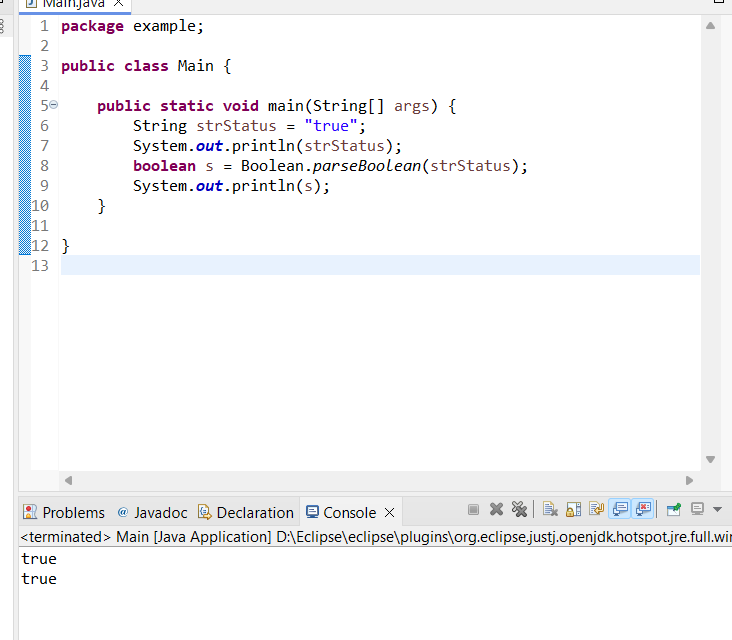 Main.java
1 package example;
2
3 public class Main {
4
5 public static void main(String[] args) {
6 String strStatus = "true";
7 System.out.println(strStatus);
8 boolean s = Boolean.parseBoolean(strStatus);
9 System.out.println(s);
10 }
11
12 }
13
Problems @ Javadoc Declaration Console
<terminated> Main [Java Application] D:\Eclipse\eclipse\plugins\org.eclipse.justj.openjdk.hotspot.jre.full.wi
true
true